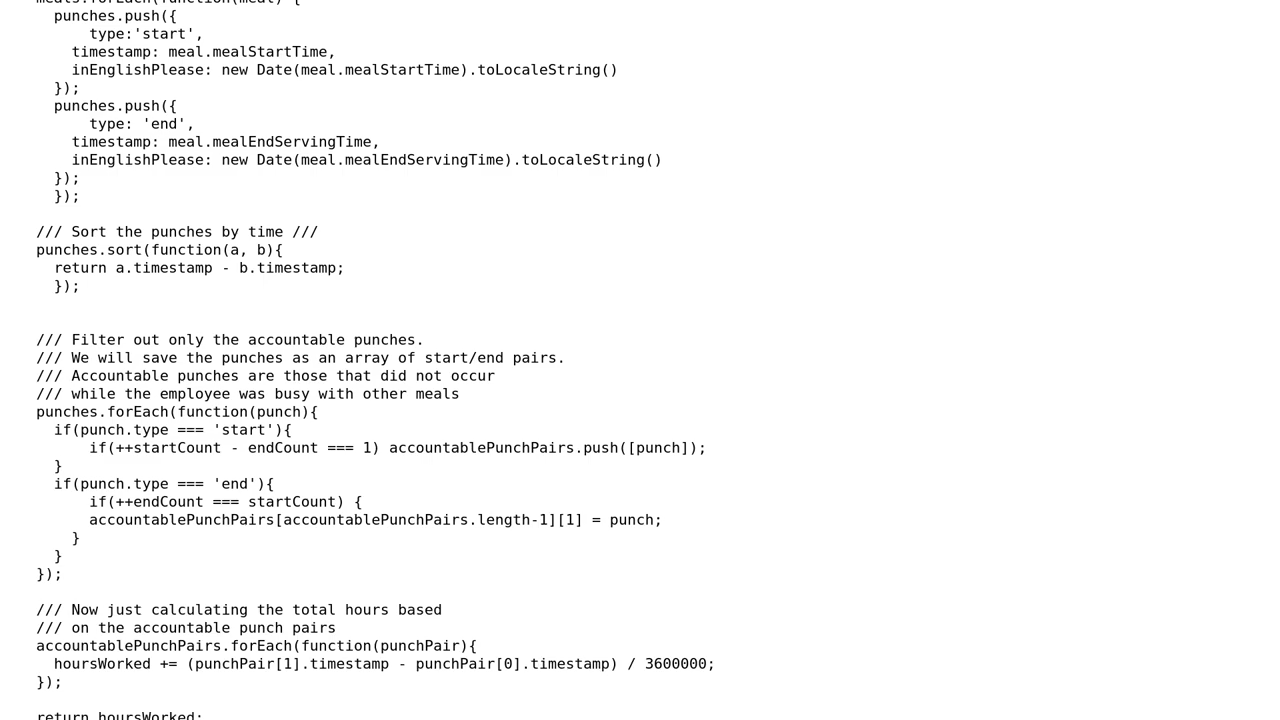 meals.forEach(function(meal) {
punches.push({
type:'start',
timestamp: meal.mealStartTime,
inEnglishPlease: new Date(meal.mealStartTime).toLocaleString()
});
punches.push({
type: 'end',
timestamp: meal.mealEndServingTime,
inEnglishPlease: new Date(meal.mealEndServingTime).toLocaleString()
});
});
/// Sort the punches by time ///
punches.sort(function(a, b){
return a.timestamp - b.timestamp;
});
/// Filter out only the accountable punches.
/// We will save the punches as an array of start/end pairs.
/// Accountable punches are those that did not occur
/// while the employee was busy with other meals
punches.forEach(function(punch){
if(punch.type === 'start'){
if(++startCount - endCount === 1) accountablePunchPairs.push([punch]);
}
if(punch.type === 'end'){
if(++endCount === startCount) {
accountablePunchPairs[accountablePunchPairs.length-1][1] = punch;
}
}
});
/// Now just calculating the total hours based
/// on the accountable punch pairs
accountablePunchPairs.forEach(function(punchPair){
hoursWorked += (punchPair[1].timestamp - punchPair[0].timestamp) / 3600000;
});
return hoursWorked;